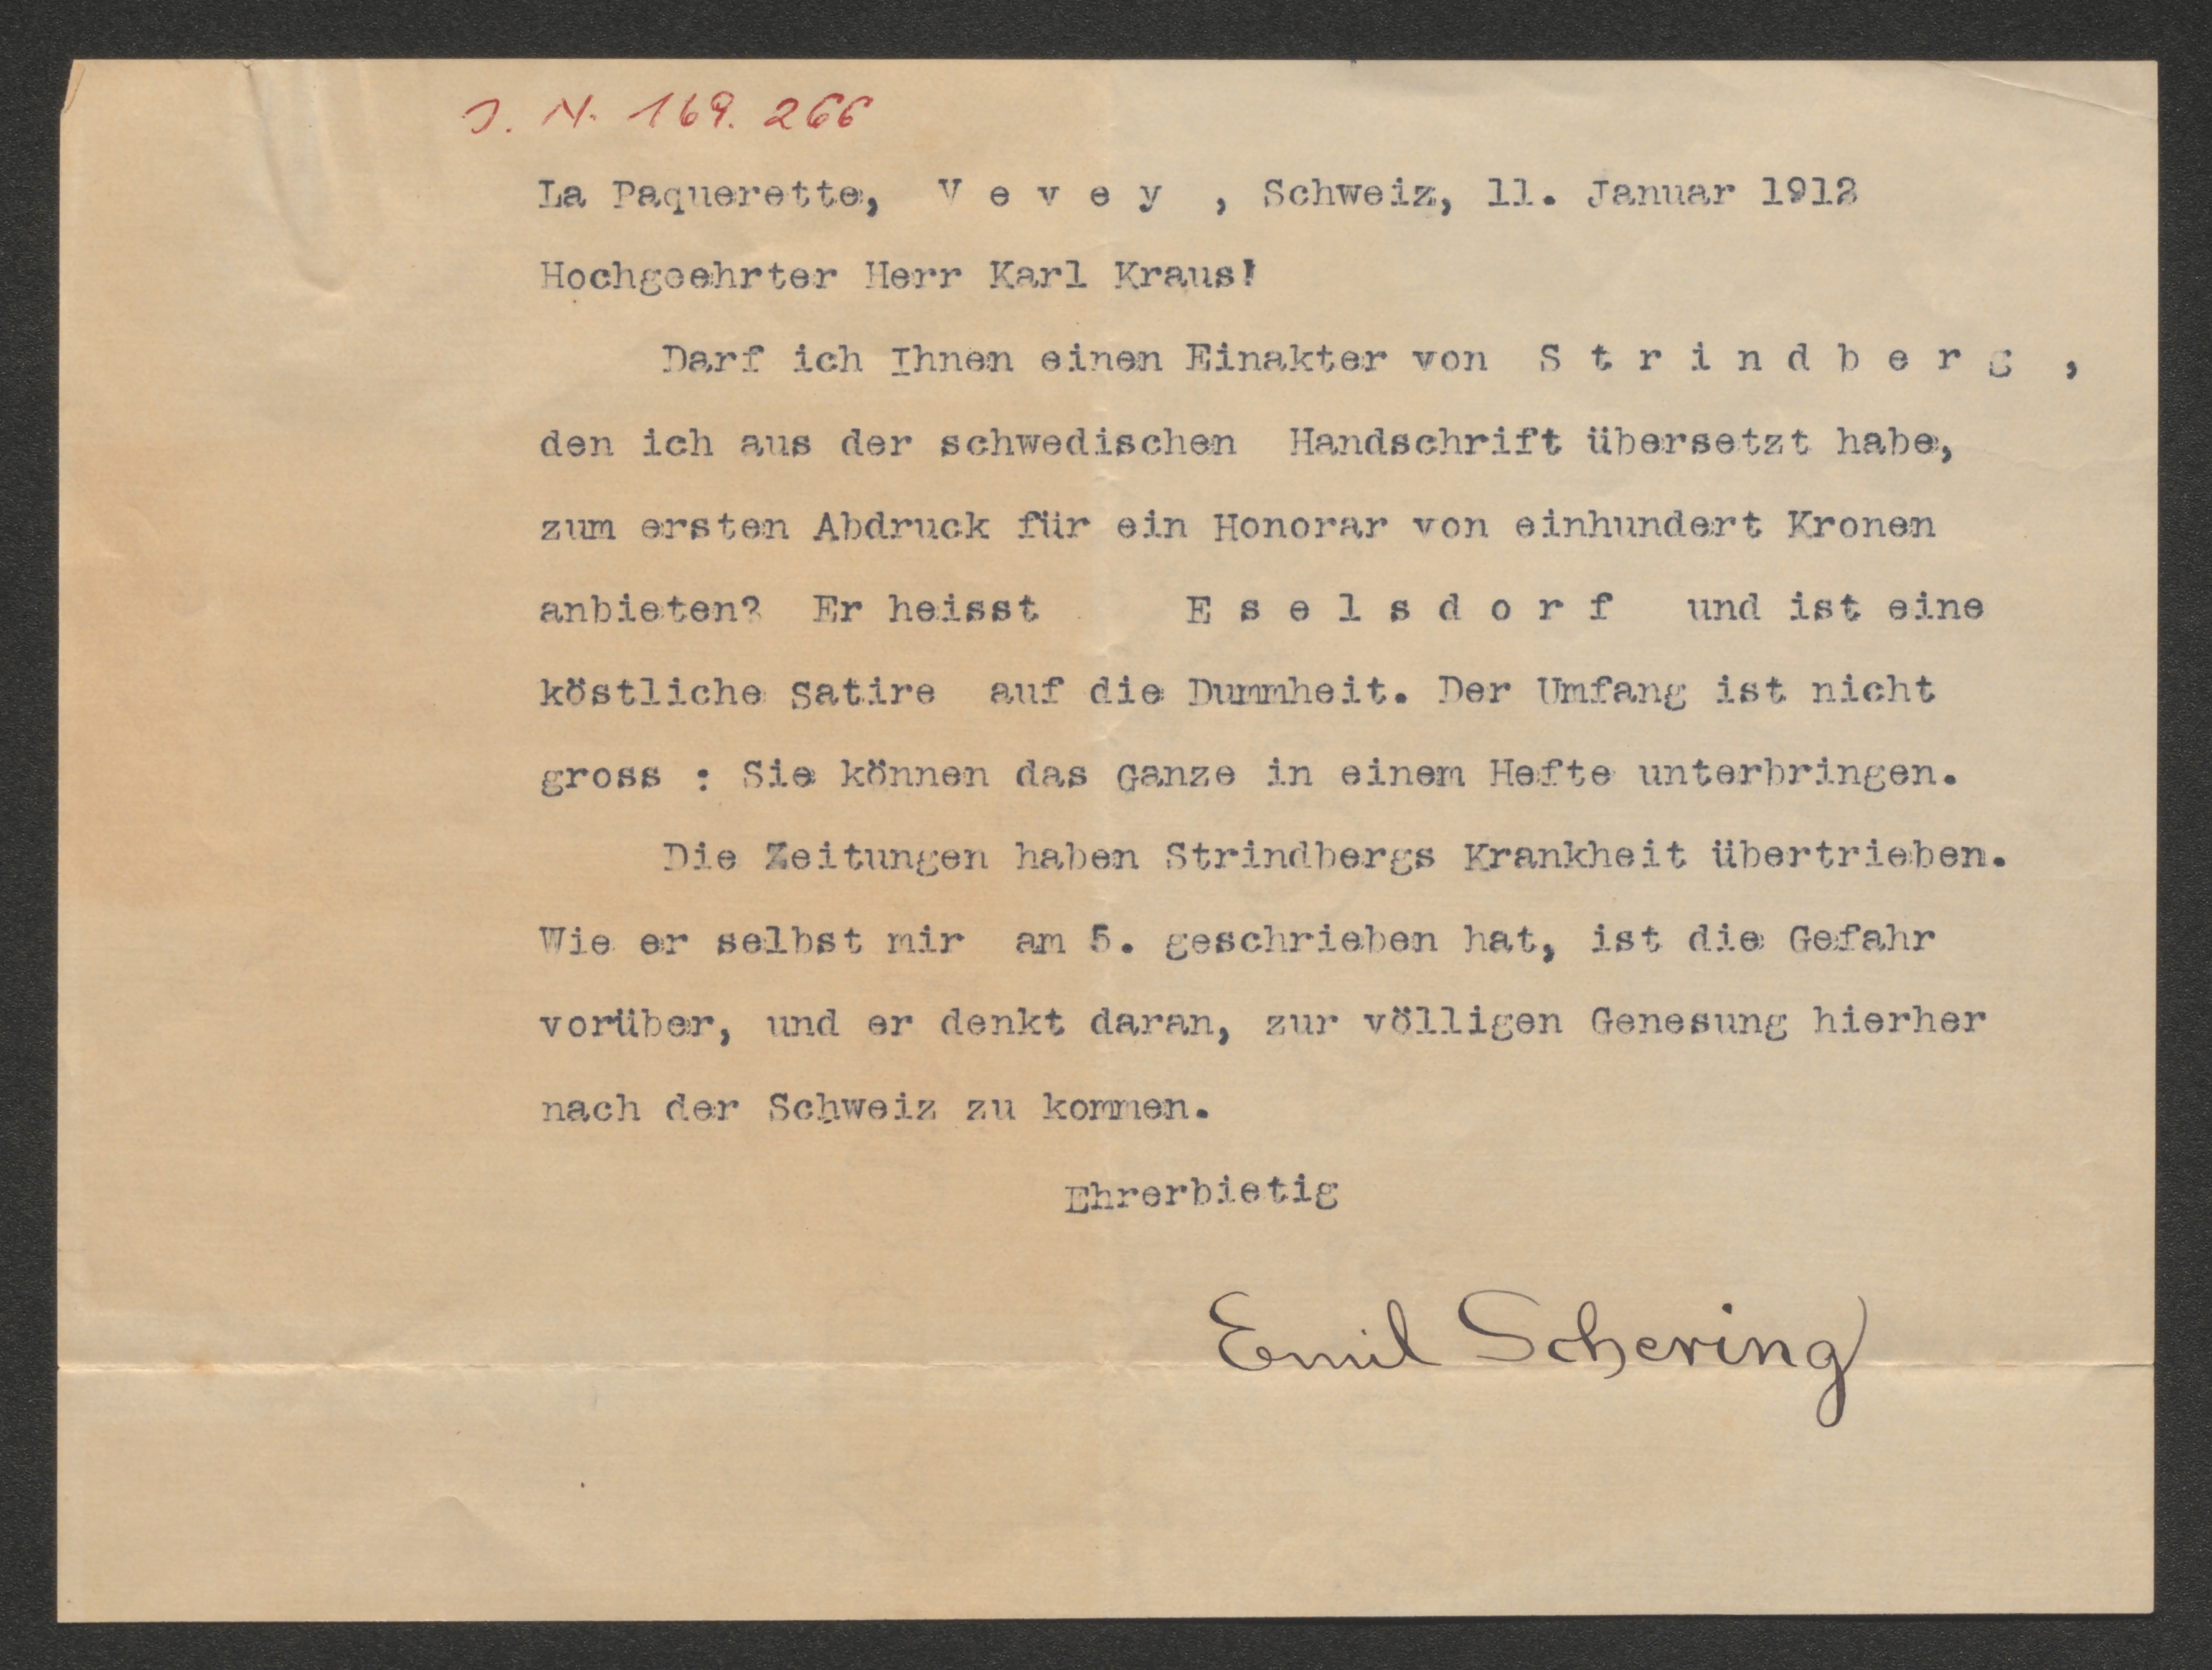 J. N. 169. 266
La Paquerette, V e v e y , Schweiz, 11. Januar 1912
Hochgeehrter Herr Karl Kraus!
Darf ich Ihnen einen Einakter von S t r i n d b e r g ,
den ich aus der schwedischen Handschrift übersetzt habe,
zum ersten Abdruck für ein Honorar von einhundert Kronen
anbieten? Er heisst E s e l s d o r f und ist eine
köstliche Satire auf die Dummheit. Der Umfang ist nicht
gross : Sie können das Ganze in einem Hefte unterbringen.
Die Zeitungen haben Strindbergs Krankheit übertrieben.
Wie er selbst mir am 5. geschrieben hat, ist die Gefahr
vorüber, und er denkt daran, zur völligen Genesung hierher
nach der Schweiz zu kommen.
Ehrerbietig
Emil Schering